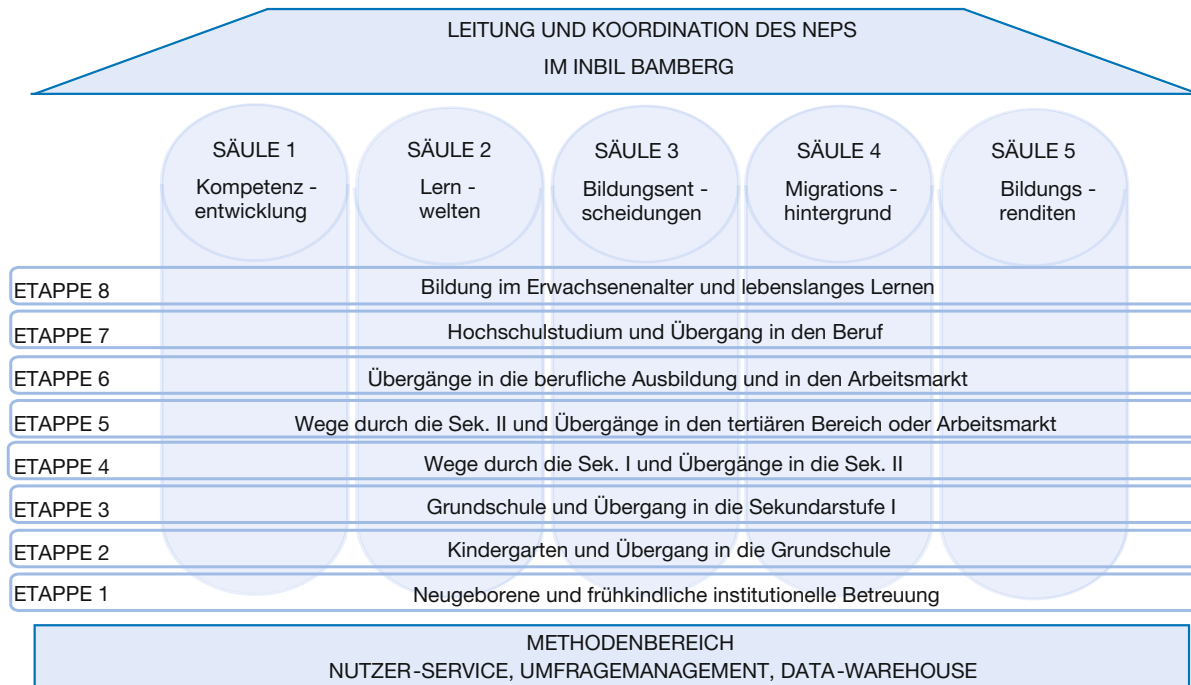 LEITUNG UND KOORDINATION DES NEPS
IM INBIL BAMBERG
SÄULE 1
Kompetenz -
entwicklung
SÄULE 2
Lern -
welten
SÄULE 3
Bildungsent -
scheidungen
SÄULE 4
Migrations -
hintergrund
SÄULE 5
Bildungs -
renditen
ETAPPE 8 Bildung im Erwachsenenalter und lebenslanges Lernen
ETAPPE 7 Hochschulstudium und Übergang in den Beruf
ETAPPE 6 Übergänge in die berufliche Ausbildung und in den Arbeitsmarkt
ETAPPE 5 Wege durch die Sek. II und Übergänge in den tertiären Bereich oder Arbeitsmarkt
ETAPPE 4 Wege durch die Sek. I und Übergänge in die Sek. II
ETAPPE 3 Grundschule und Übergang in die Sekundarstufe I
ETAPPE 2 Kindergarten und Übergang in die Grundschule
ETAPPE 1 Neugeborene und frühkindliche institutionelle Betreuung
METHODENBEREICH
NUTZER-SERVICE, UMFRAGEMANAGEMENT, DATA-WAREHOUSE